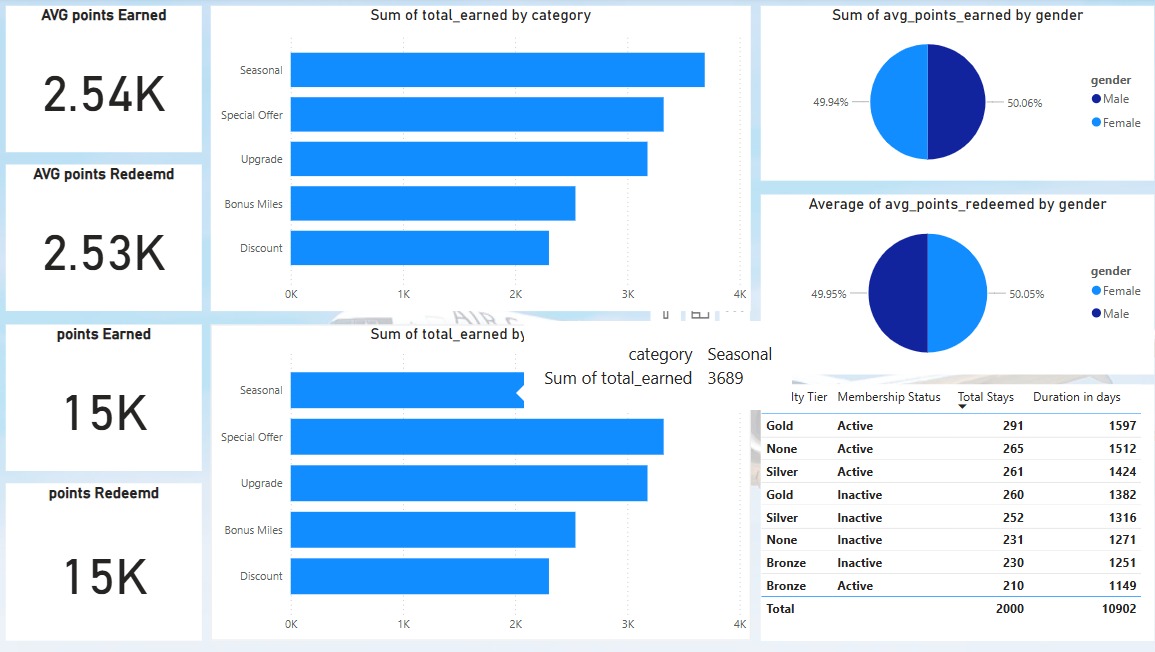 AVG points Earned
2.54K
AVG points Redeemd
2.53K
points Earned
15K
points Redeemd
15K
Sum of total_earned by category
Seasonal
Special Offer
Upgrade
Bonus Miles
Discount
0K 1K 2K 3K 4K
Sum of total_earned by
Seasonal
Special Offer
Upgrade
Bonus Miles
Discount
0K 1K 2K 3K 4K
category Seasonal
Sum of total_earned 3689
Sum of avg_points_earned by gender
49.94%
50.06%
gender
Male
Female
Average of avg_points_redeemed by gender
49.95%
50.05%
gender
Female
Male
lty Tier Membership Status Total Stays Duration in days
Gold Active 291 1597
None Active 265 1512
Silver Active 261 1424
Gold Inactive 260 1382
Silver Inactive 252 1316
None Inactive 231 1271
Bronze Inactive 230 1251
Bronze Active 210 1149
Total 2000 10902